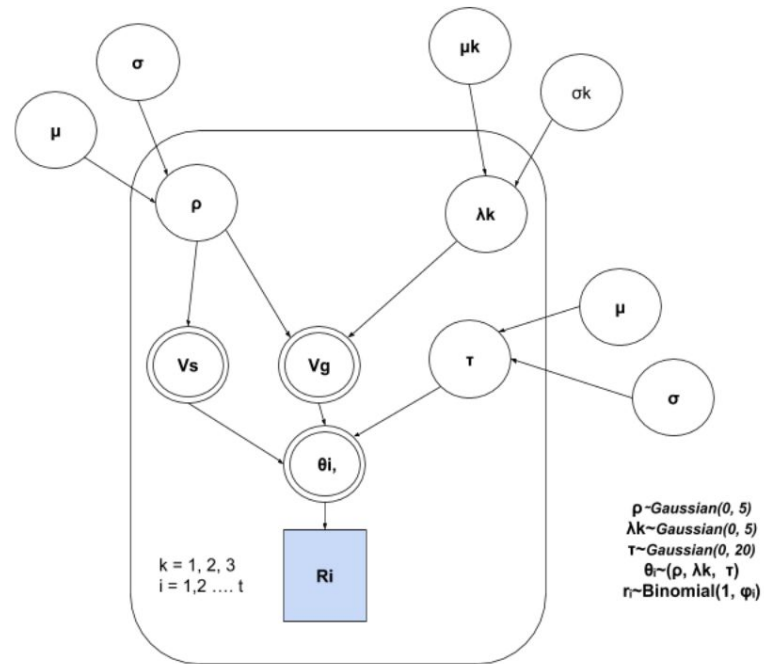 σ
μk
σk
μ
ρ
λk
μ
Vs
Vg
τ
σ
θi,
k = 1, 2, 3
i = 1,2 .... t
Ri
ρ~Gaussian(0, 5)
λk~Gaussian(0, 5)
τ~Gaussian(0, 20)
θi~(ρ, λk, τ)
ri~Binomial(1, φi)